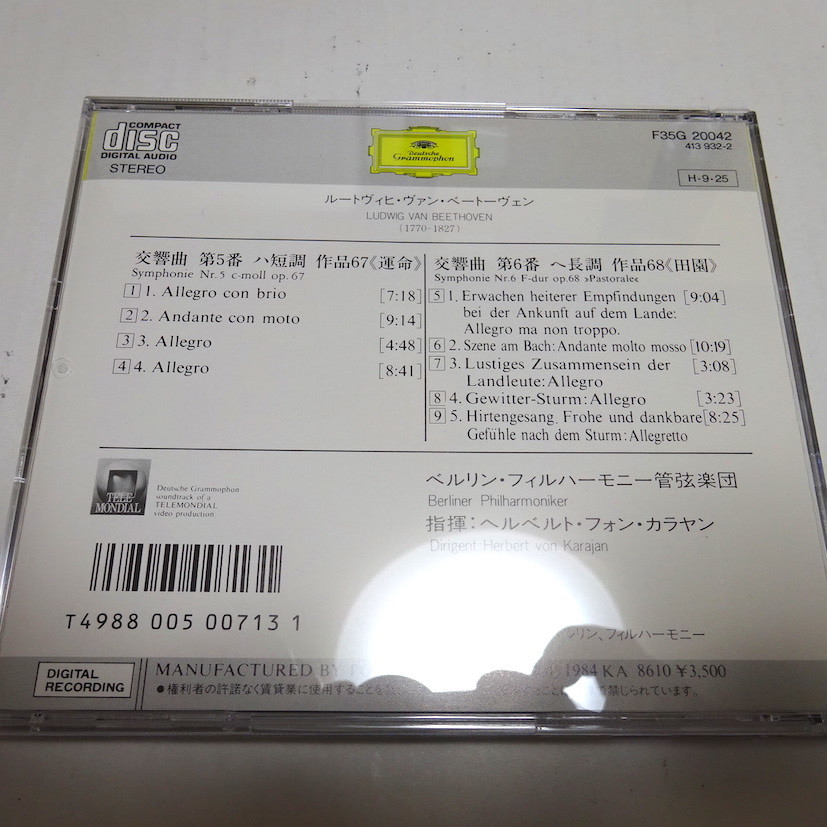 COMPACT
disc
DIGITAL AUDIO
STEREO
Deutsche
Grammophon
F35G 20042
413 932-2
H-9-25
ルートヴィヒ・ヴァン・ベートーヴェン
LUDWIG VAN BEETHOVEN
(1770-1827)
交響曲 第5番 ハ短調 作品67《運命》
Symphonie Nr.5 c-moll op.67
1 1. Allegro con brio [7:18]
2 2. Andante con moto [9:14]
3 3. Allegro [4:48]
4 4. Allegro [8:41]
交響曲 第6番 ヘ長調 作品68《田園》
Symphonie Nr.6 F-dur op.68 »Pastorale«
5 1. Erwachen heiterer Empfindungen [9:04]
bei der Ankunft auf dem Lande:
Allegro ma non troppo.
6 2. Szene am Bach: Andante molto mosso [10:19]
7 3. Lustiges Zusammensein der [3:08]
Landleute: Allegro
8 4. Gewitter-Sturm: Allegro [3:23]
9 5. Hirtengesang, Frohe und dankbare [8:25]
Gefühle nach dem Sturm: Allegretto
TELE-
MONDIAL
Deutsche Grammophon
soundtrack of a
TELEMONDIAL
video production
ベルリン・フィルハーモニー管弦楽団
Berliner Philharmoniker
指揮:ヘルベルト・フォン・カラヤン
Dirigent: Herbert von Karajan
T4988 005 00713 1
ルリン、フィルハーモニー
DIGITAL
RECORDING
MANUFACTURED BY 1984 KA 8610 ¥3,500
●権利者の許諾なく賃貸業に使用することを 禁じられています。